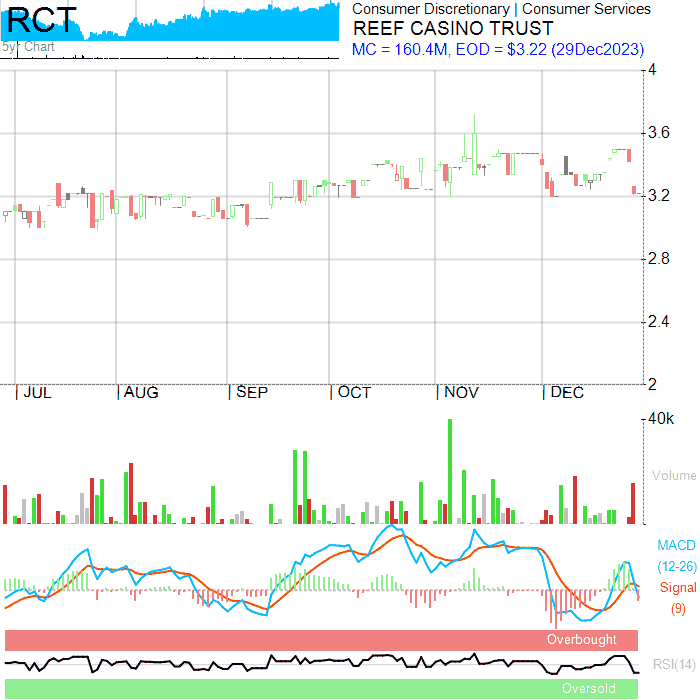 RCT
5yr Chart
Consumer Discretionary | Consumer Services
REEF CASINO TRUST
MC = 160.4M, EOD = $3.22 (29Dec2023)
4
3.6
3.2
2.8
2.4
2
JUL AUG SEP OCT NOV DEC
40k
Volume
MACD
(12-26)
Signal
(9)
Overbought
RSI(14)
Oversold